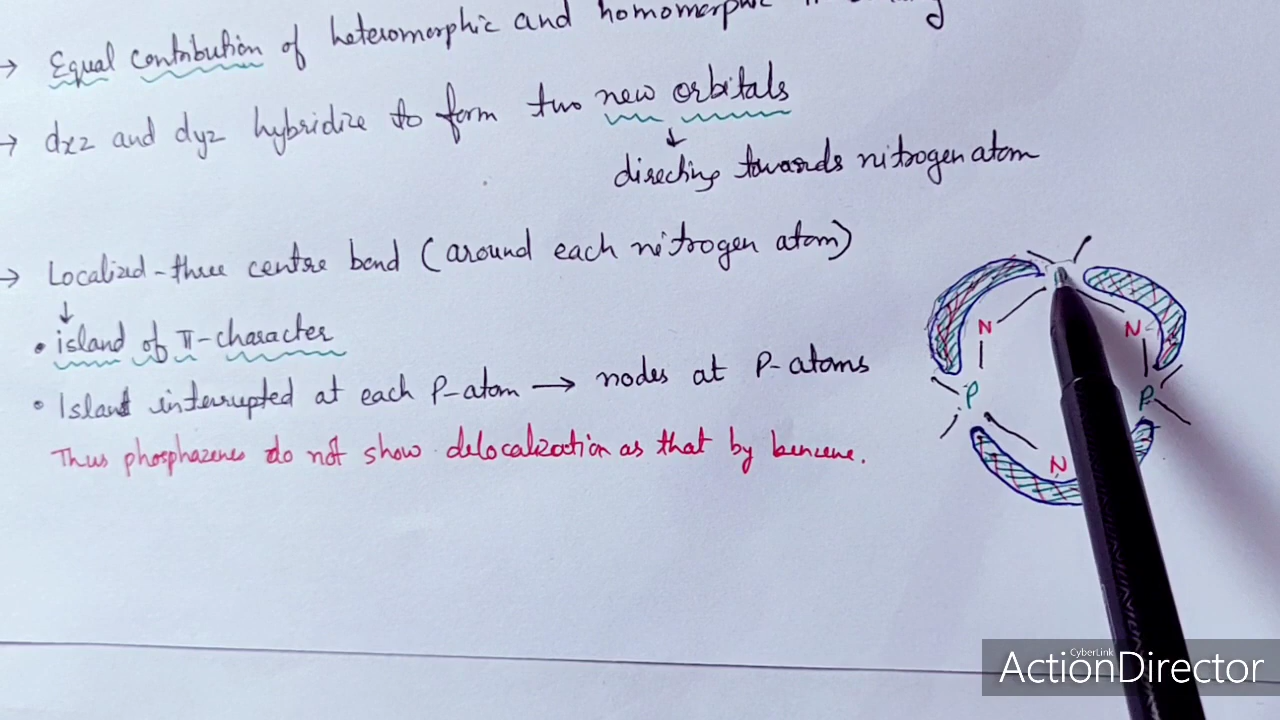 → Equal contribution of heteromorphic and homomorphic
→ dxz and dyz hybridize to form two new orbitals
↓
directing towards nitrogen atom
→ Localized-three centre bond (around each nitrogen atom)
↓
• island of π-character
• Island interrupted at each P-atom → nodes at P-atoms
Thus phosphazenes do not show delocalization as that by benzene.
N
N
P
P
N
CyberLink
ActionDirector